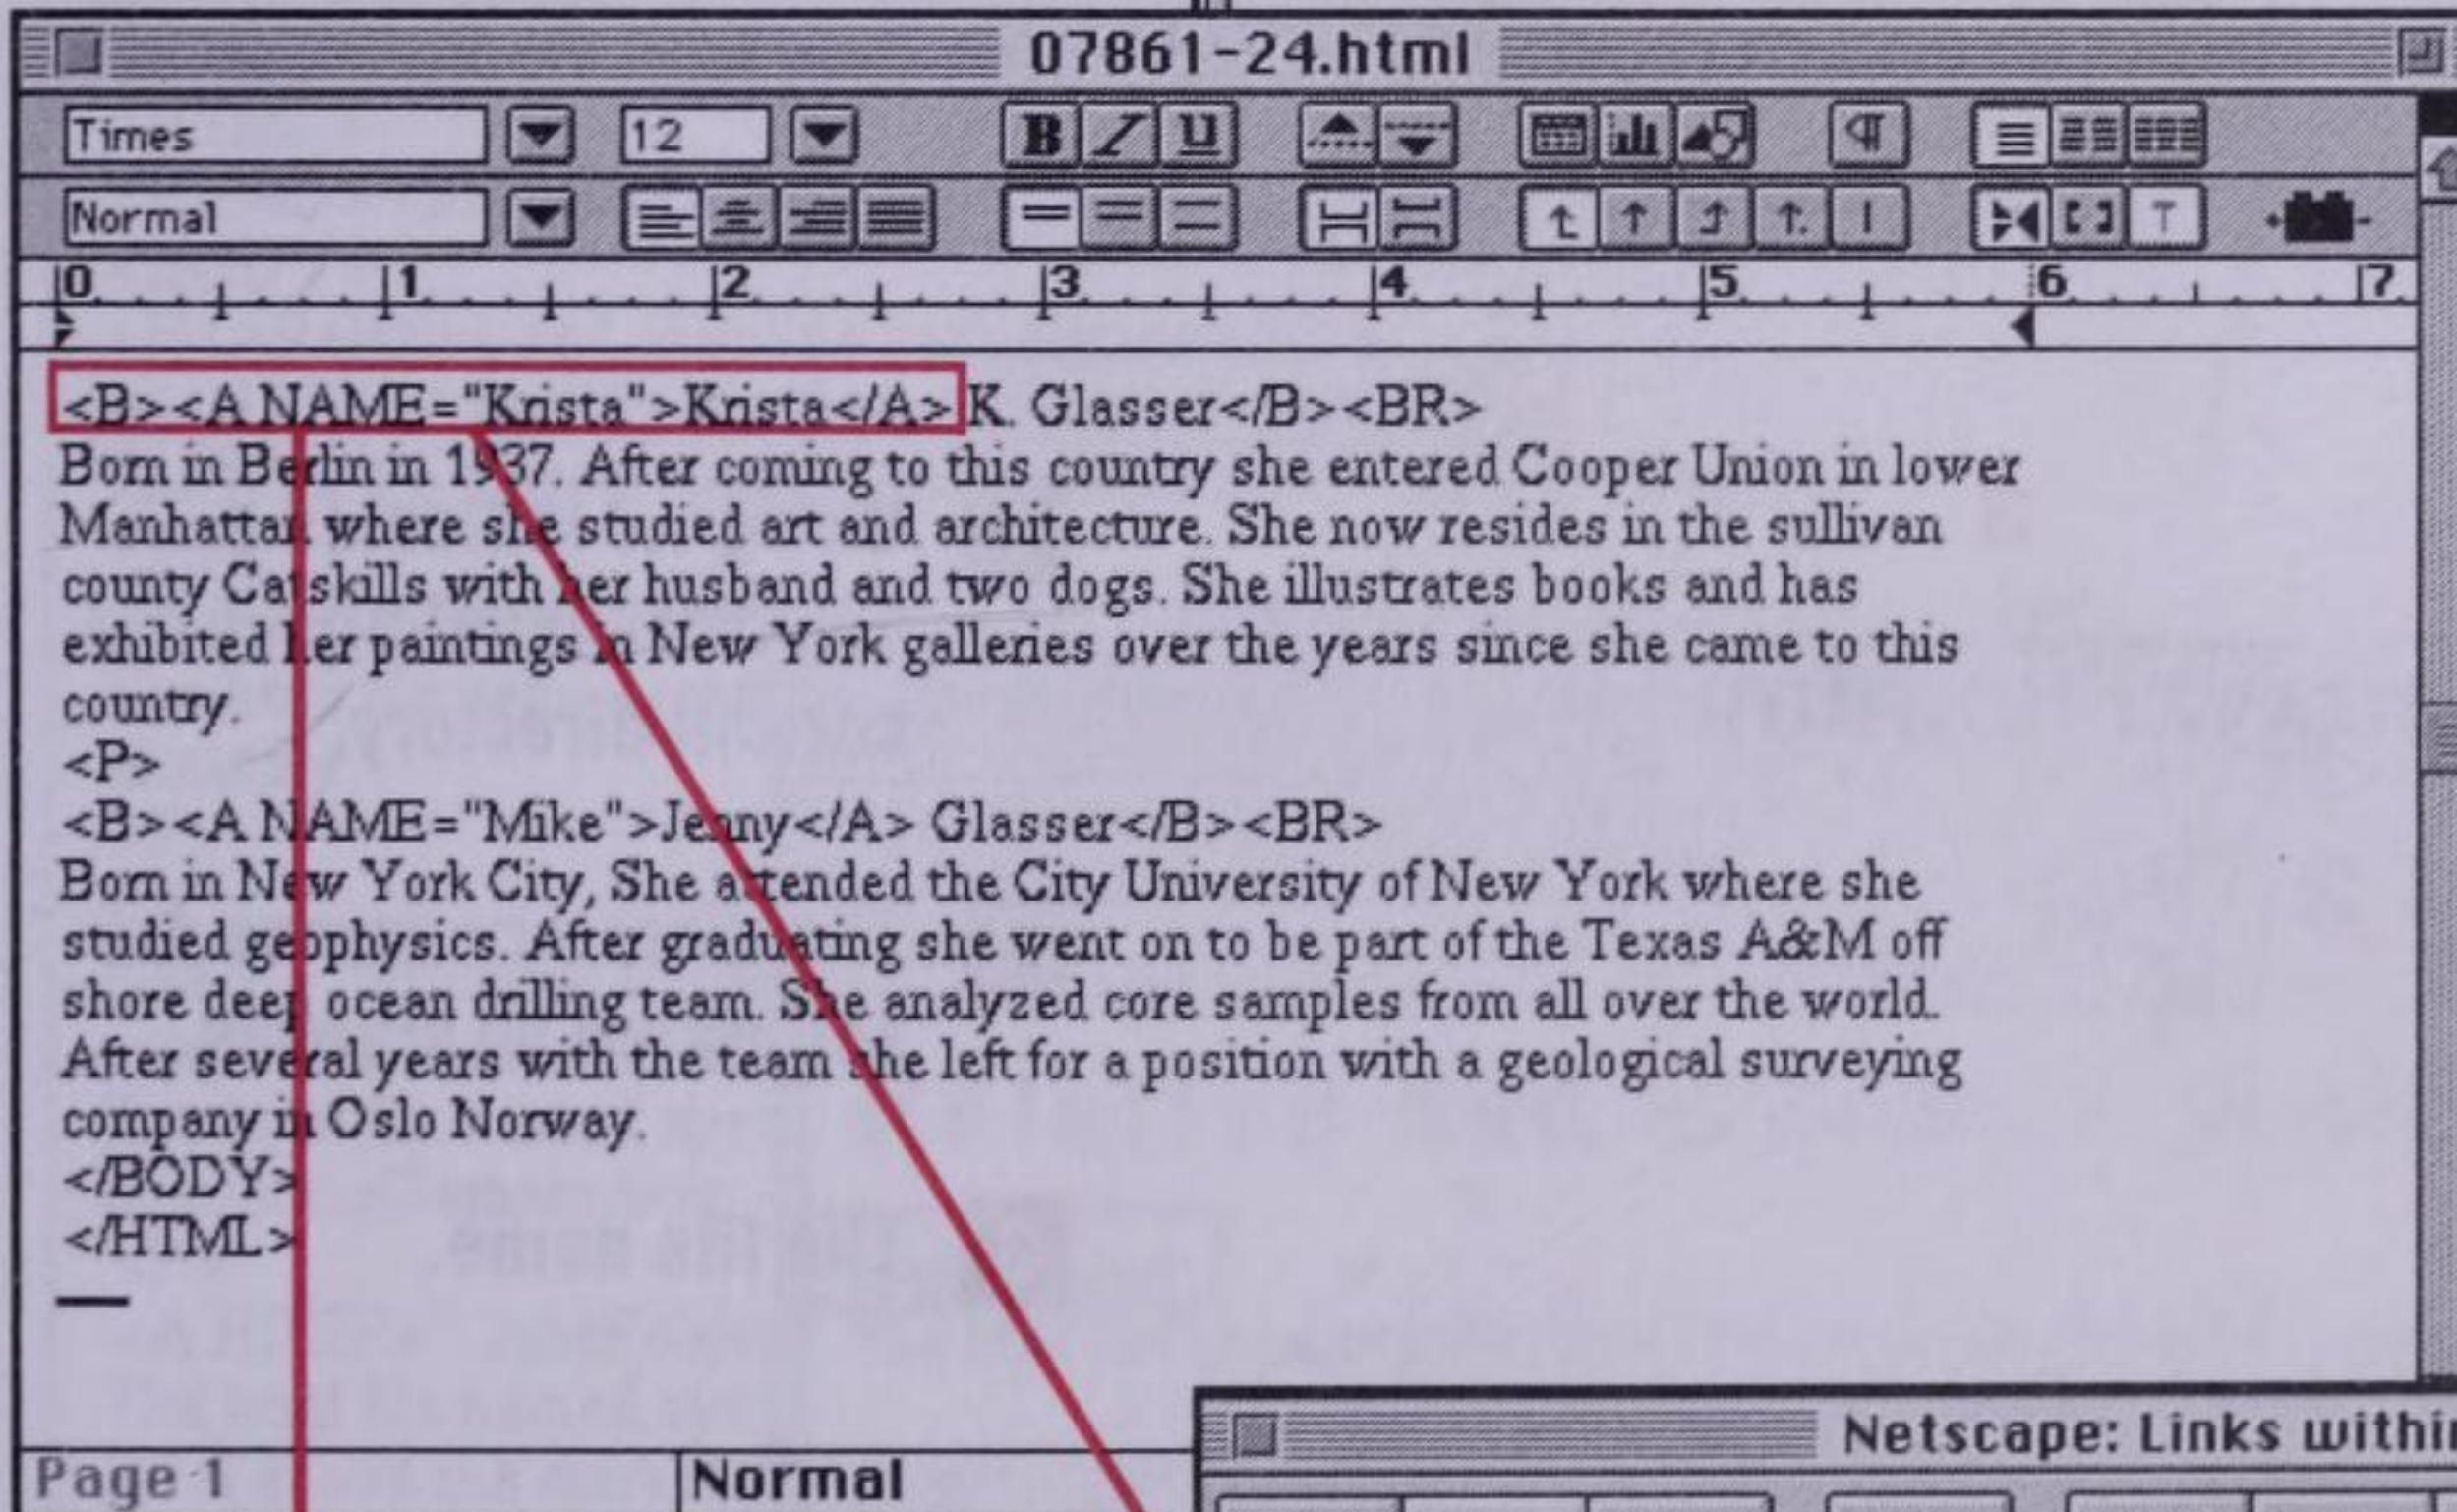 07861-24.html
Times 12 B I U
Normal
0 1 2 3 4 5 6 7
<B><A NAME="Krista">Krista</A> K. Glasser</B><BR>
Born in Berlin in 1937. After coming to this country she entered Cooper Union in lower
Manhattan where she studied art and architecture. She now resides in the sullivan
county Catskills with her husband and two dogs. She illustrates books and has
exhibited her paintings in New York galleries over the years since she came to this
country.
<P>
<B><A NAME="Mike">Jenny</A> Glasser</B><BR>
Born in New York City, She attended the City University of New York where she
studied geophysics. After graduating she went on to be part of the Texas A&M off
shore deep ocean drilling team. She analyzed core samples from all over the world.
After several years with the team she left for a position with a geological surveying
company in Oslo Norway.
</BODY>
</HTML>
Netscape: Links within
Page 1 Normal